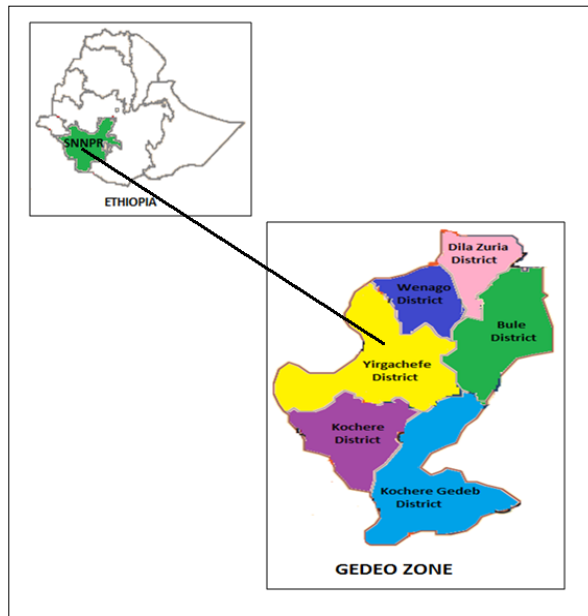 SNNPR
ETHIOPIA
Dila Zuria
District
Wenago
District
Bule
District
Yirgachefe
District
Kochere
District
Kochere Gedeb
District
GEDEO ZONE